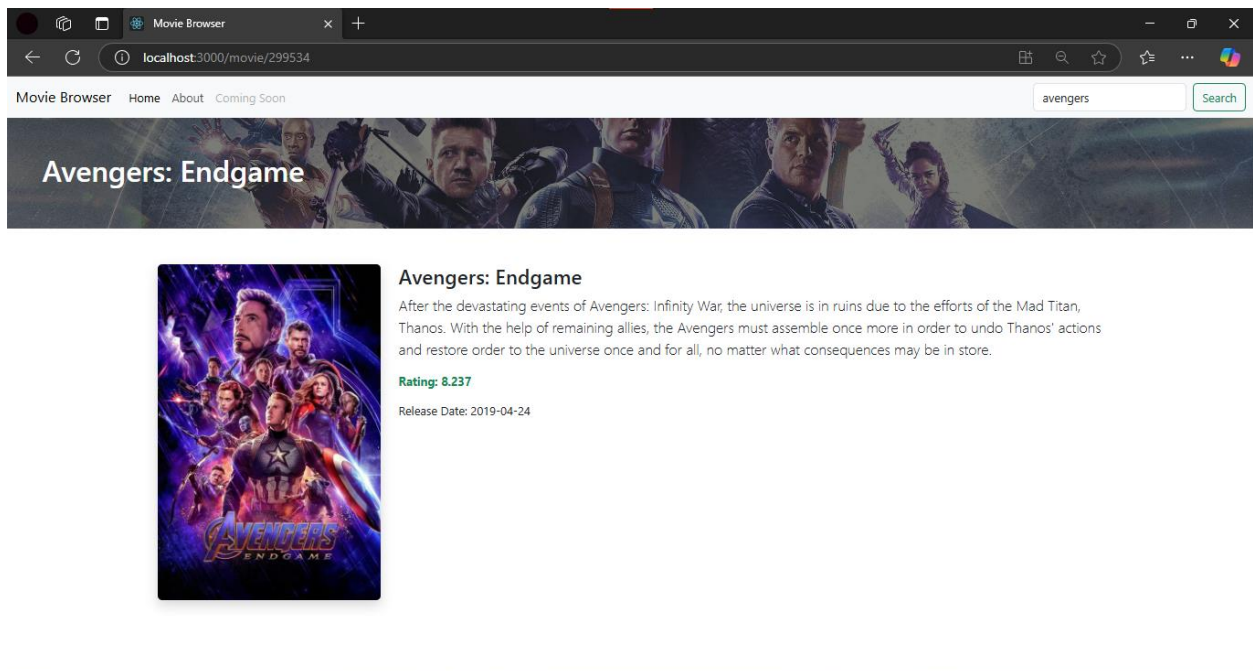 Movie Browser
localhost:3000/movie/299534
Movie Browser Home About Coming Soon avengers Search
Avengers: Endgame
Avengers: Endgame
After the devastating events of Avengers: Infinity War, the universe is in ruins due to the efforts of the Mad Titan,
Thanos. With the help of remaining allies, the Avengers must assemble once more in order to undo Thanos' actions
and restore order to the universe once and for all, no matter what consequences may be in store.
Rating: 8.237
Release Date: 2019-04-24
AVENGERS
ENDGAME